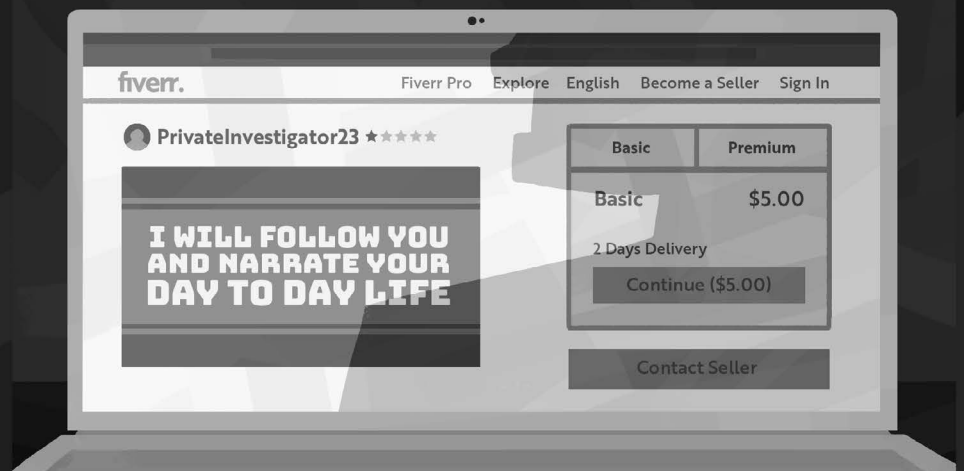 fiverr.
Fiverr Pro Explore English Become a Seller Sign In
PrivateInvestigator23
I WILL FOLLOW YOU
AND NARRATE YOUR
DAY TO DAY LIFE
Basic Premium
Basic $5.00
2 Days Delivery
Continue ($5.00)
Contact Seller